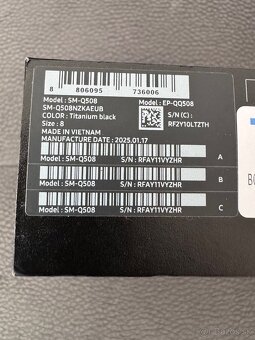 8 806095 736006
Model : SM-Q508 Model : EP-QQ508
SM-Q508NZKAEUB
COLOR : Titanium black
Size : 8
MADE IN VIETNAM S/N : RF2Y10LTZTH
MANUFACTURE DATE : 2025.01.17
Model : SM-Q508 S/N : RFAY11VYZHR A
Model : SM-Q508 S/N : RFAY11VYZHR B
Model : SM-Q508 S/N : RFAY11VYZHR C